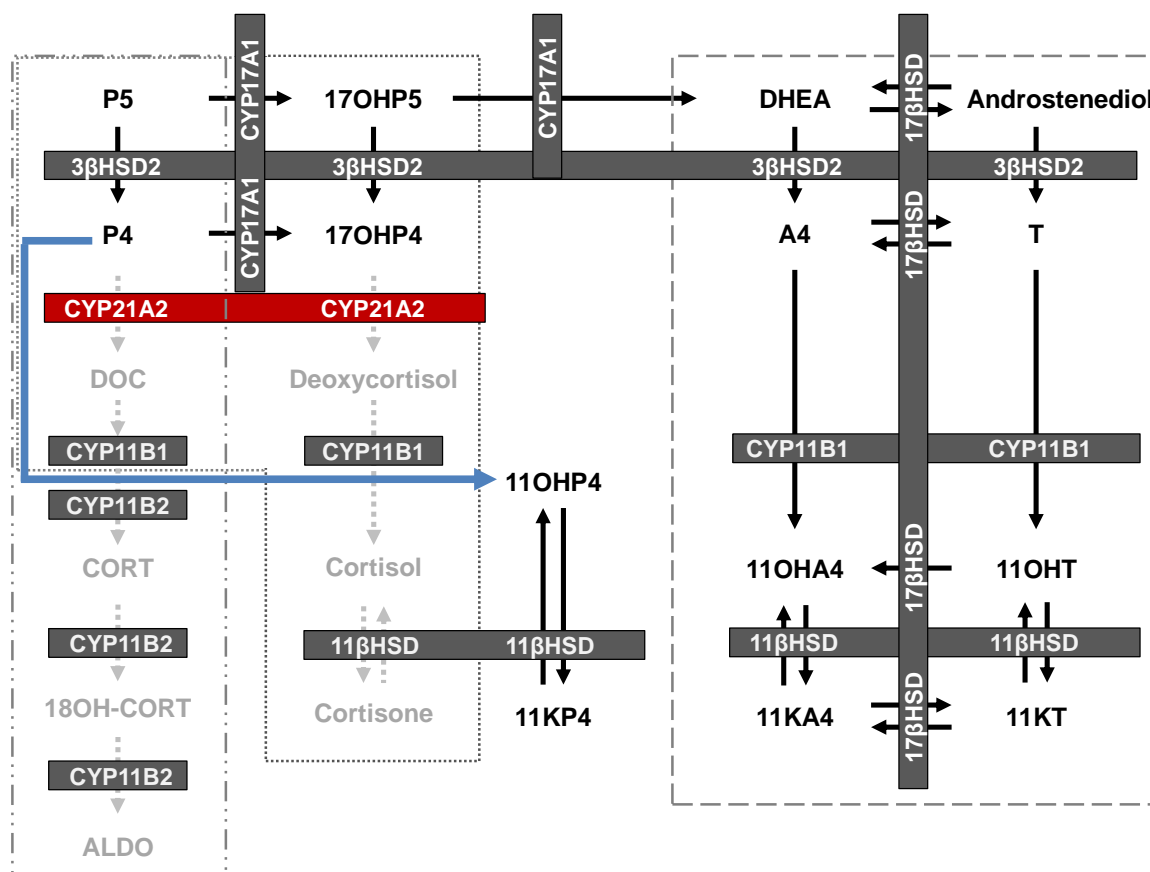 CYP17A1
CYP17A1
17βHSD
P5
17OHP5
DHEA
Androstenediol
3βHSD2
3βHSD2
3βHSD2
3βHSD2
CYP17A1
17βHSD
P4
17OHP4
A4
T
CYP21A2
CYP21A2
DOC
Deoxycortisol
CYP11B1
CYP11B1
CYP11B1
CYP11B1
CYP11B2
11OHP4
CORT
Cortisol
17βHSD
11OHA4
11OHT
CYP11B2
11βHSD
11βHSD
11βHSD
11βHSD
18OH-CORT
Cortisone
11KP4
11KA4
17βHSD
11KT
CYP11B2
ALDO